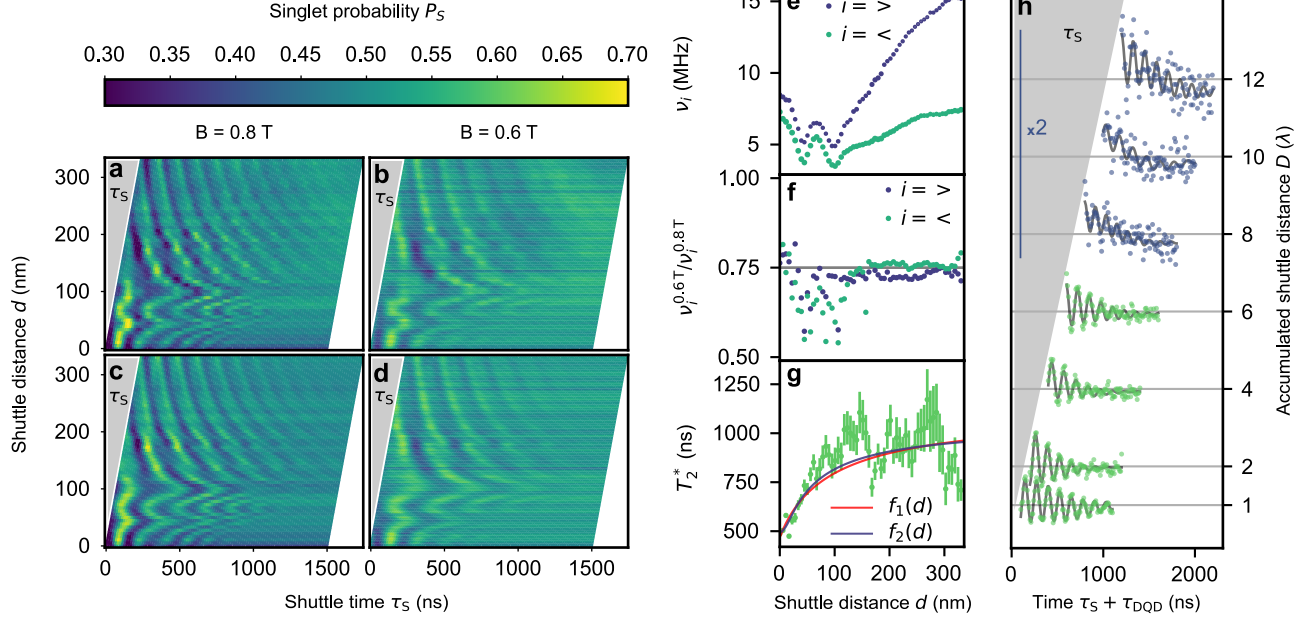 Singlet probability P_S
0.30 0.35 0.40 0.45 0.50 0.55 0.60 0.65 0.70
B = 0.8 T
B = 0.6 T
a
τ_S
b
τ_S
c
τ_S
d
τ_S
Shuttle distance d (nm)
300
200
100
0
300
200
100
0
0 500 1000 1500
0 500 1000 1500
Shuttle time τ_S (ns)
e
i = >
i = <
ν_i (MHz)
15
10
5
f
i = >
i = <
ν_i^{0.6 T}/ν_i^{0.8 T}
1.00
0.75
0.50
g
T_2^* (ns)
1250
1000
750
500
f_1(d)
f_2(d)
0 100 200 300
Shuttle distance d (nm)
h
τ_S
x2
12
10
8
6
4
2
1
Accumulated shuttle distance D (λ)
0 1000 2000
Time τ_S + τ_DQD (ns)